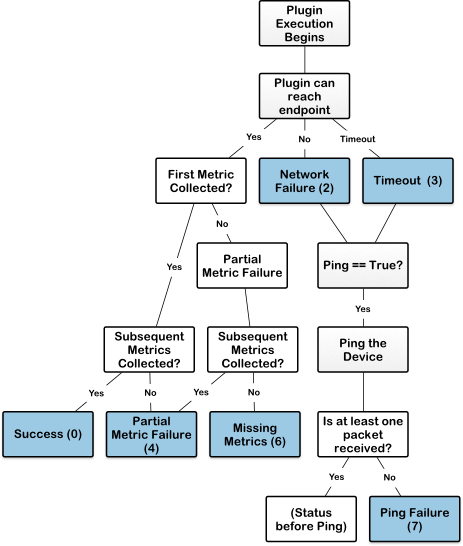 Plugin
Execution
Begins
Plugin can
reach
endpoint
Yes
No
Timeout
First Metric
Collected?
Network
Failure (2)
Timeout (3)
No
Yes
Partial
Metric Failure
Ping == True?
Yes
Subsequent
Metrics
Collected?
Subsequent
Metrics
Collected?
Ping the
Device
Yes
No
Yes
No
Success (0)
Partial
Metric Failure
(4)
Missing
Metrics (6)
Is at least one
packet
received?
Yes
No
(Status
before Ping)
Ping Failure
(7)